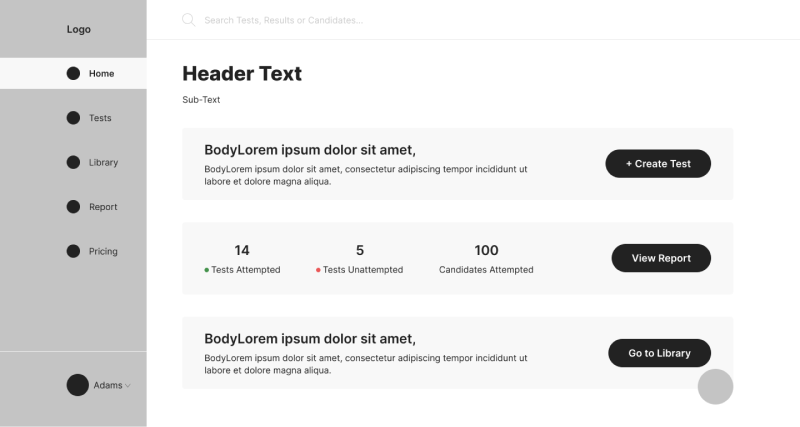 Logo
Home
Tests
Library
Report
Pricing
Adams
Search Tests, Results or Candidates...
Header Text
Sub-Text
BodyLorem ipsum dolor sit amet,
BodyLorem ipsum dolor sit amet, consectetur adipiscing tempor incididunt ut
labore et dolore magna aliqua.
+ Create Test
14
Tests Attempted
5
Tests Unattempted
100
Candidates Attempted
View Report
BodyLorem ipsum dolor sit amet,
BodyLorem ipsum dolor sit amet, consectetur adipiscing tempor incididunt ut
labore et dolore magna aliqua.
Go to Library